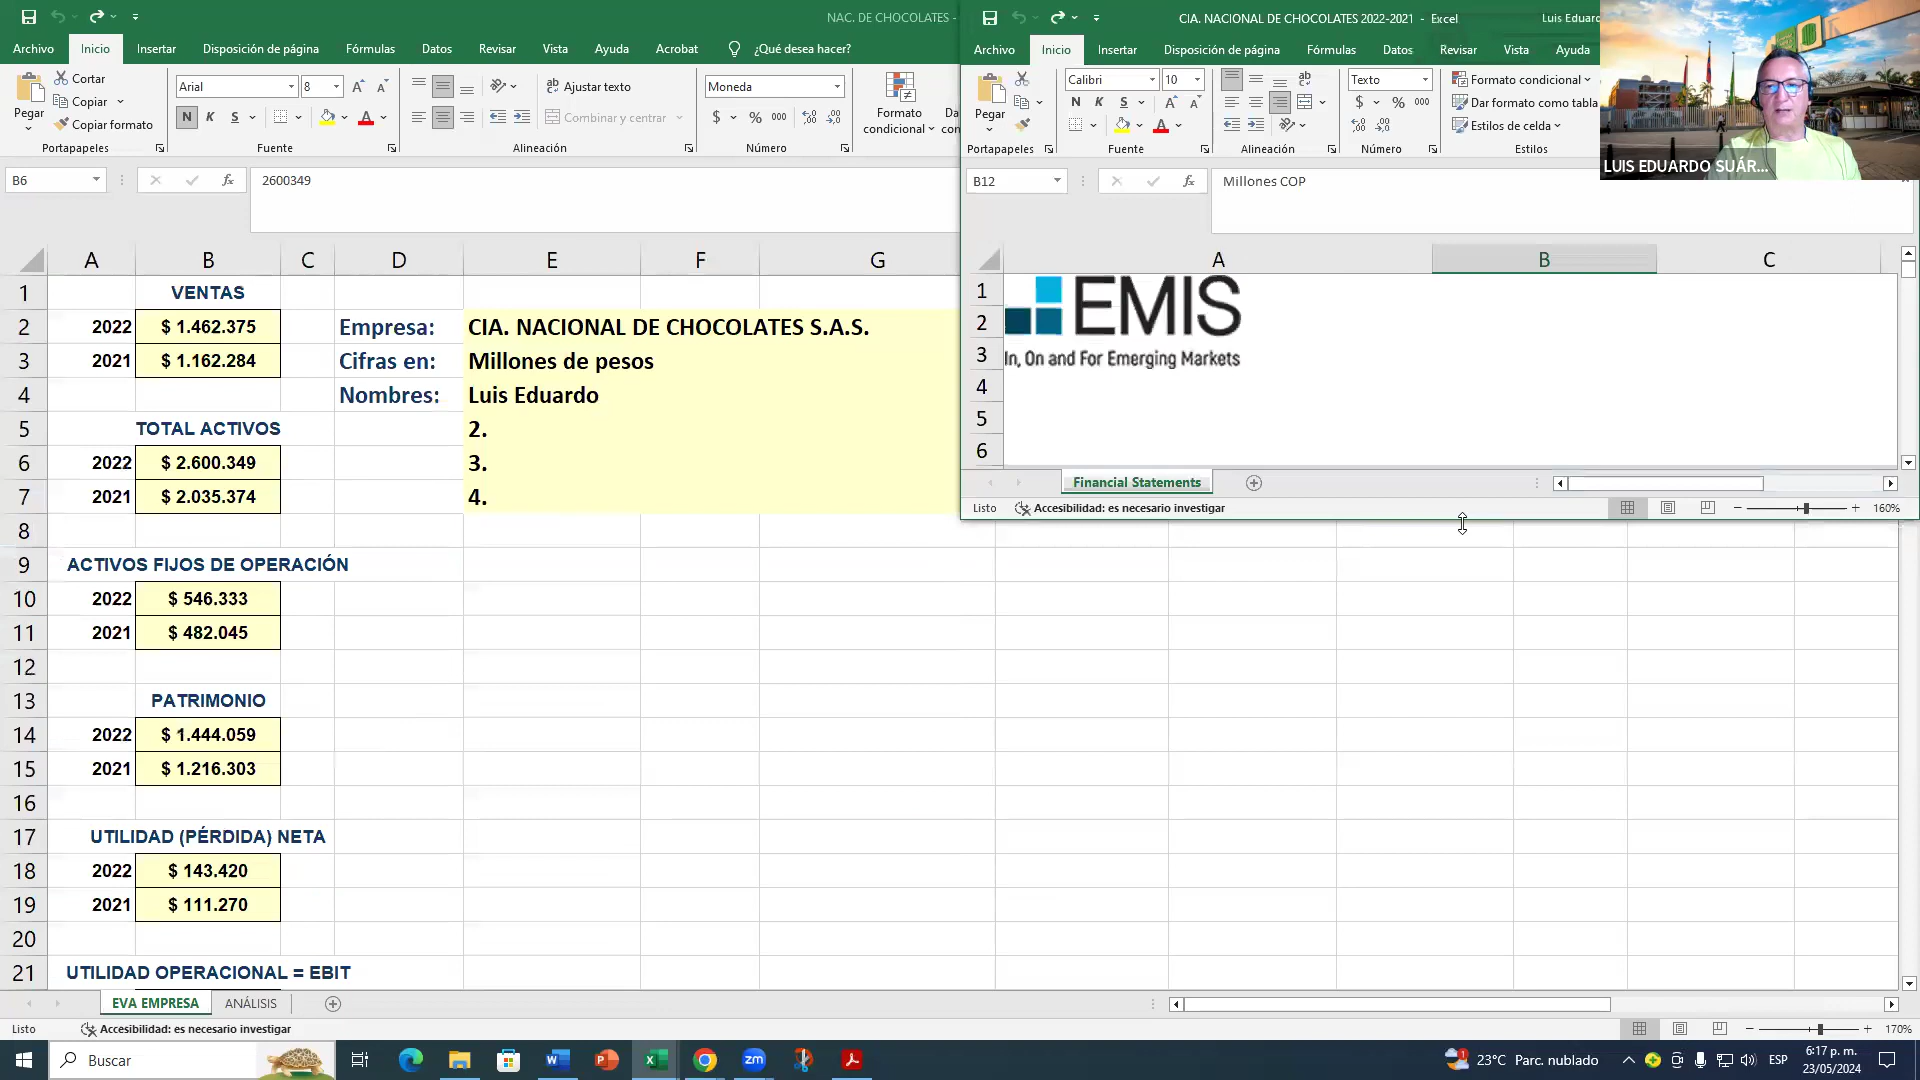 NAC. DE CHOCOLATES -
Archivo Inicio Insertar Disposición de página Fórmulas Datos Revisar Vista Ayuda Acrobat ¿Qué desea hacer?
Pegar
Cortar
Copiar
Copiar formato
Portapapeles
Arial 8
N K S
Fuente
Ajustar texto
Combinar y centrar
Alineación
Moneda
$ % 000
Número
Formato
condicional
B6 fx 2600349
A B C D E F G
1 VENTAS
2 2022 $ 1.462.375 Empresa: CIA. NACIONAL DE CHOCOLATES S.A.S.
3 2021 $ 1.162.284 Cifras en: Millones de pesos
4 Nombres: Luis Eduardo
5 TOTAL ACTIVOS 2.
6 2022 $ 2.600.349 3.
7 2021 $ 2.035.374 4.
8
9 ACTIVOS FIJOS DE OPERACIÓN
10 2022 $ 546.333
11 2021 $ 482.045
12
13 PATRIMONIO
14 2022 $ 1.444.059
15 2021 $ 1.216.303
16
17 UTILIDAD (PÉRDIDA) NETA
18 2022 $ 143.420
19 2021 $ 111.270
20
21 UTILIDAD OPERACIONAL = EBIT
EVA EMPRESA ANÁLISIS
Listo Accesibilidad: es necesario investigar 170%
CIA. NACIONAL DE CHOCOLATES 2022-2021 - Excel Luis Eduard
Archivo Inicio Insertar Disposición de página Fórmulas Datos Revisar Vista Ayuda
Pegar
Portapapeles
Calibri 10
N K S
Fuente
Alineación
Texto
$ % 000
Número
Formato condicional
Dar formato como tabla
Estilos de celda
Estilos
LUIS EDUARDO SUÁR...
B12 fx Millones COP
A B C
1
2
3
4
5
6
EMIS
In, On and For Emerging Markets
Financial Statements
Listo Accesibilidad: es necesario investigar 160%
Buscar
23°C Parc. nublado
ESP
6:17 p. m.
23/05/2024